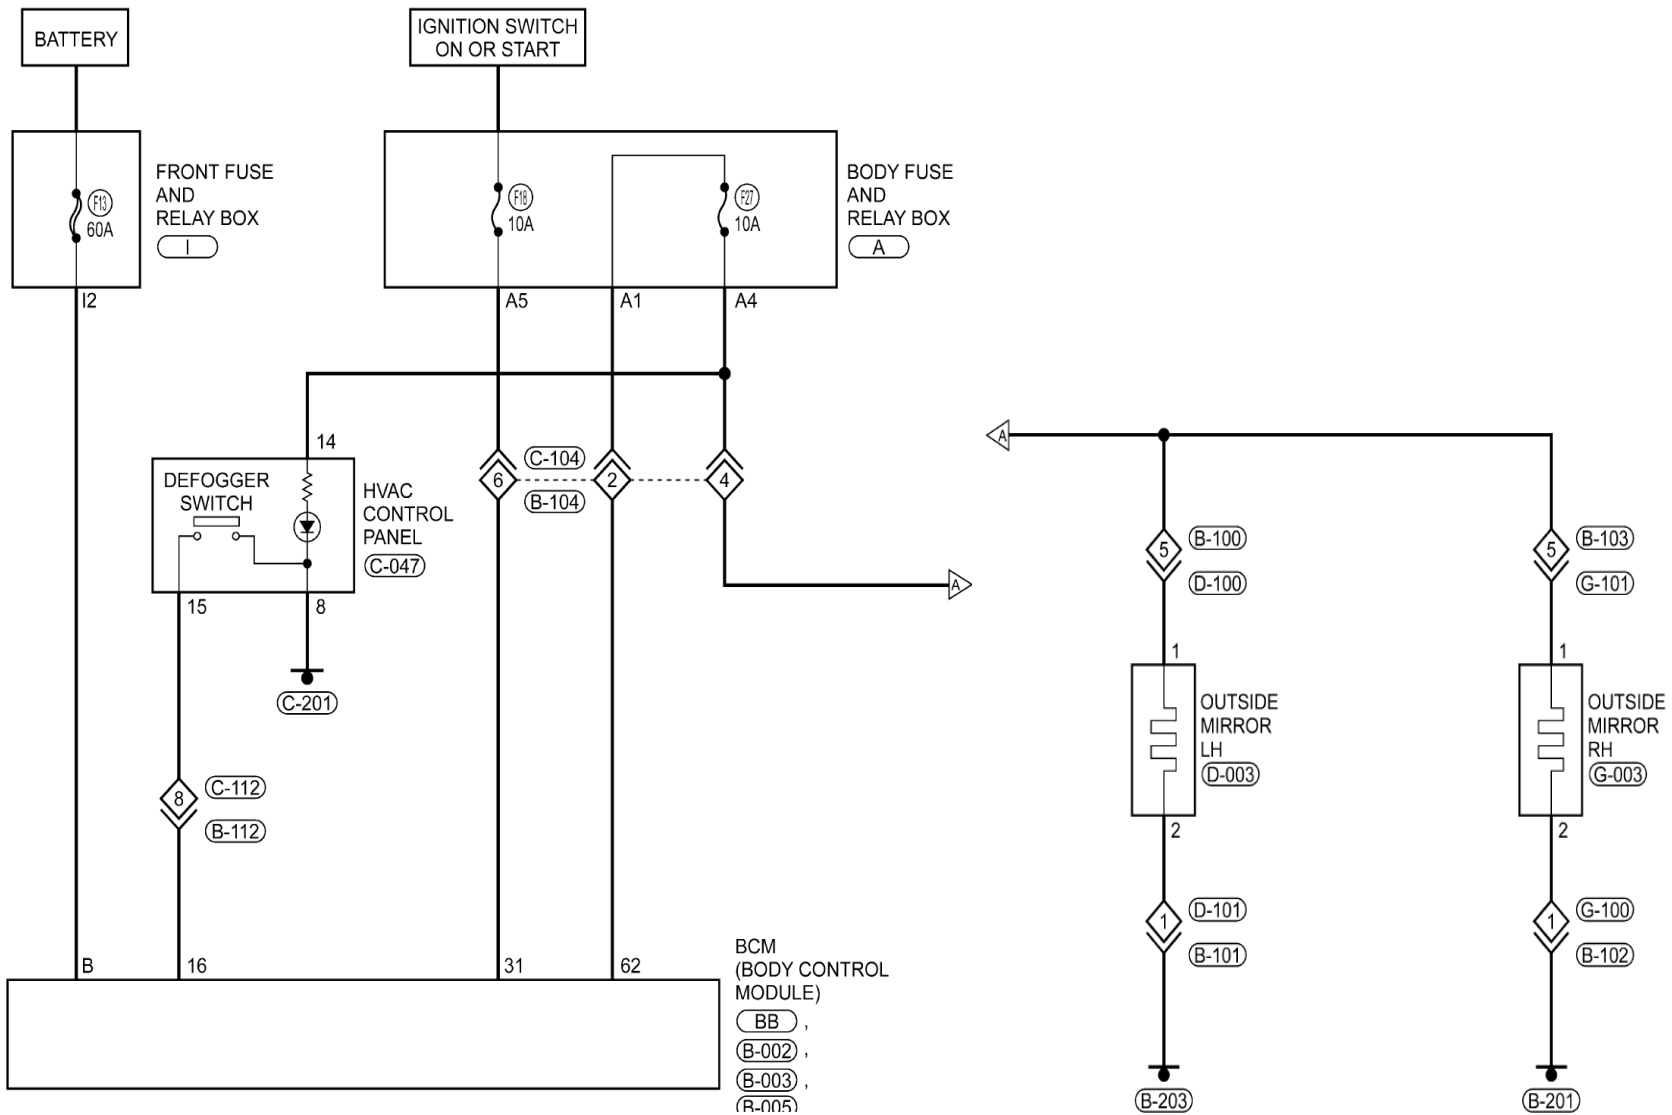 BATTERY
IGNITION SWITCH
ON OR START
F13
60A
FRONT FUSE
AND
RELAY BOX
I
F18
10A
F27
10A
BODY FUSE
AND
RELAY BOX
A
I2
A5
A1
A4
14
DEFOGGER
SWITCH
HVAC
CONTROL
PANEL
C-047
15
8
C-201
6
C-104
B-104
2
4
A
A
5
B-100
D-100
5
B-103
G-101
1
OUTSIDE
MIRROR
LH
D-003
2
1
OUTSIDE
MIRROR
RH
G-003
2
8
C-112
B-112
1
D-101
B-101
1
G-100
B-102
B
16
31
62
BCM
(BODY CONTROL
MODULE)
BB ,
B-002 ,
B-003 ,
B-005
B-203
B-201